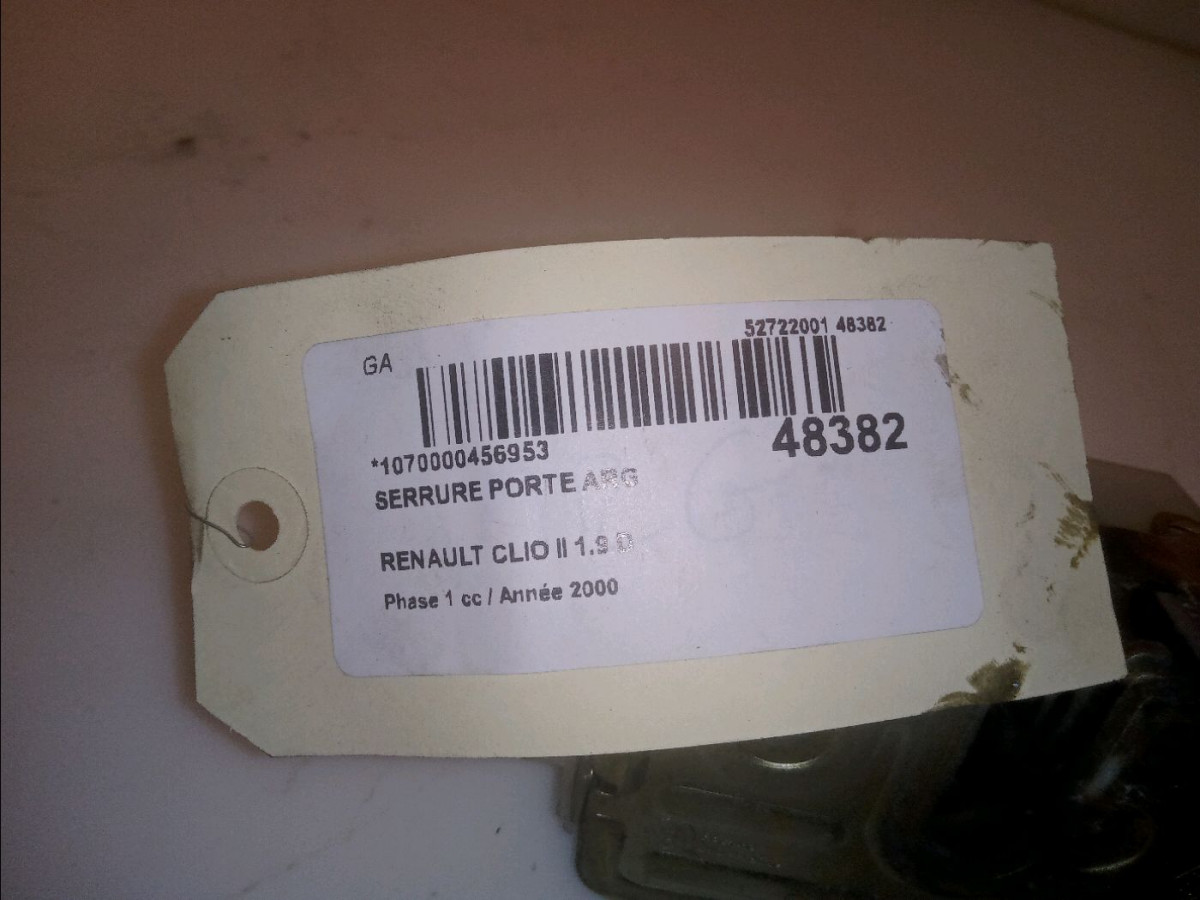 52722001 48382
GA
48382
*1070000456953
SERRURE PORTE ARG
RENAULT CLIO II 1.9 D
Phase 1 cc / Année 2000